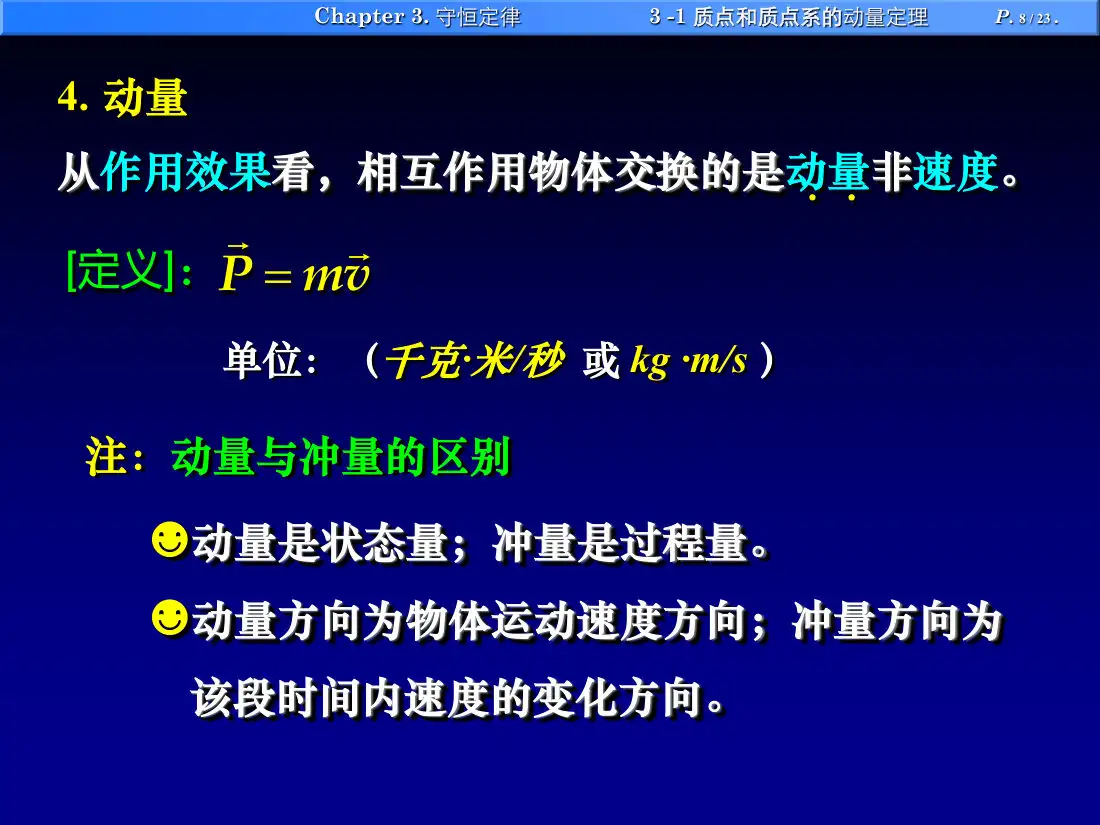 Chapter 3. 守恒定律 3 -1 质点和质点系的动量定理 P. 8 / 23 .
4. 动量
从作用效果看，相互作用物体交换的是动量非速度。
[定义]： P⃗ = mv⃗
单位：（千克·米/秒 或 kg ·m/s ）
注：动量与冲量的区别
☻动量是状态量；冲量是过程量。
☻动量方向为物体运动速度方向；冲量方向为
该段时间内速度的变化方向。